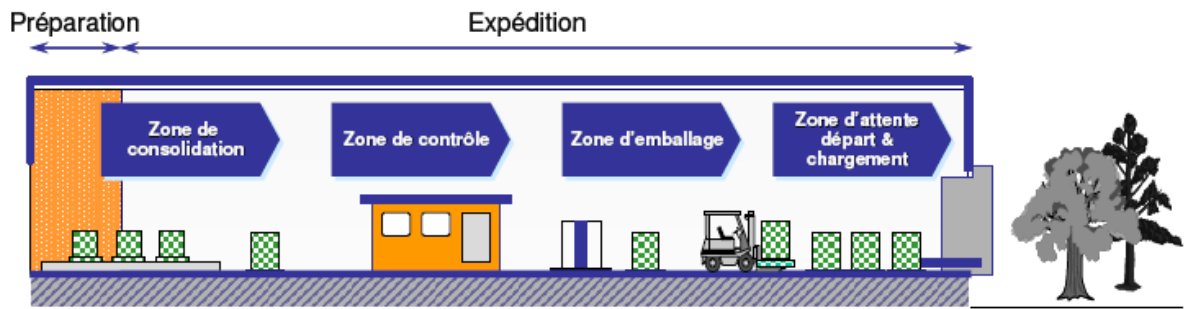 Préparation
Expédition
Zone de
consolidation
Zone de contrôle
Zone d'emballage
Zone d'attente
départ &
chargement